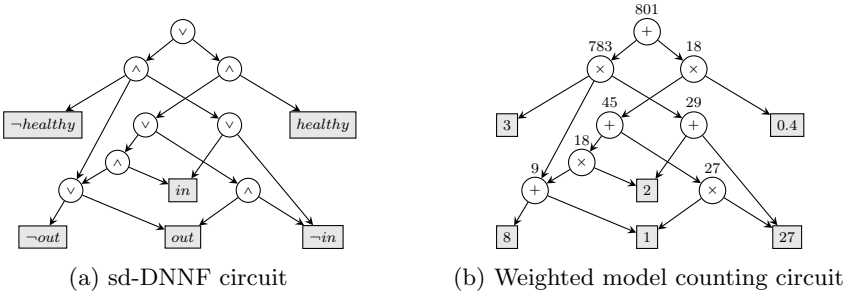 801
∨ +
783 18
∧ ∧ × ×
¬healthy healthy 3 0.4
45 29
∨ ∨ + +
18
∧ ×
9 27
∨ in ∧ + 2 ×
¬out out ¬in 8 1 27
(a) sd-DNNF circuit (b) Weighted model counting circuit